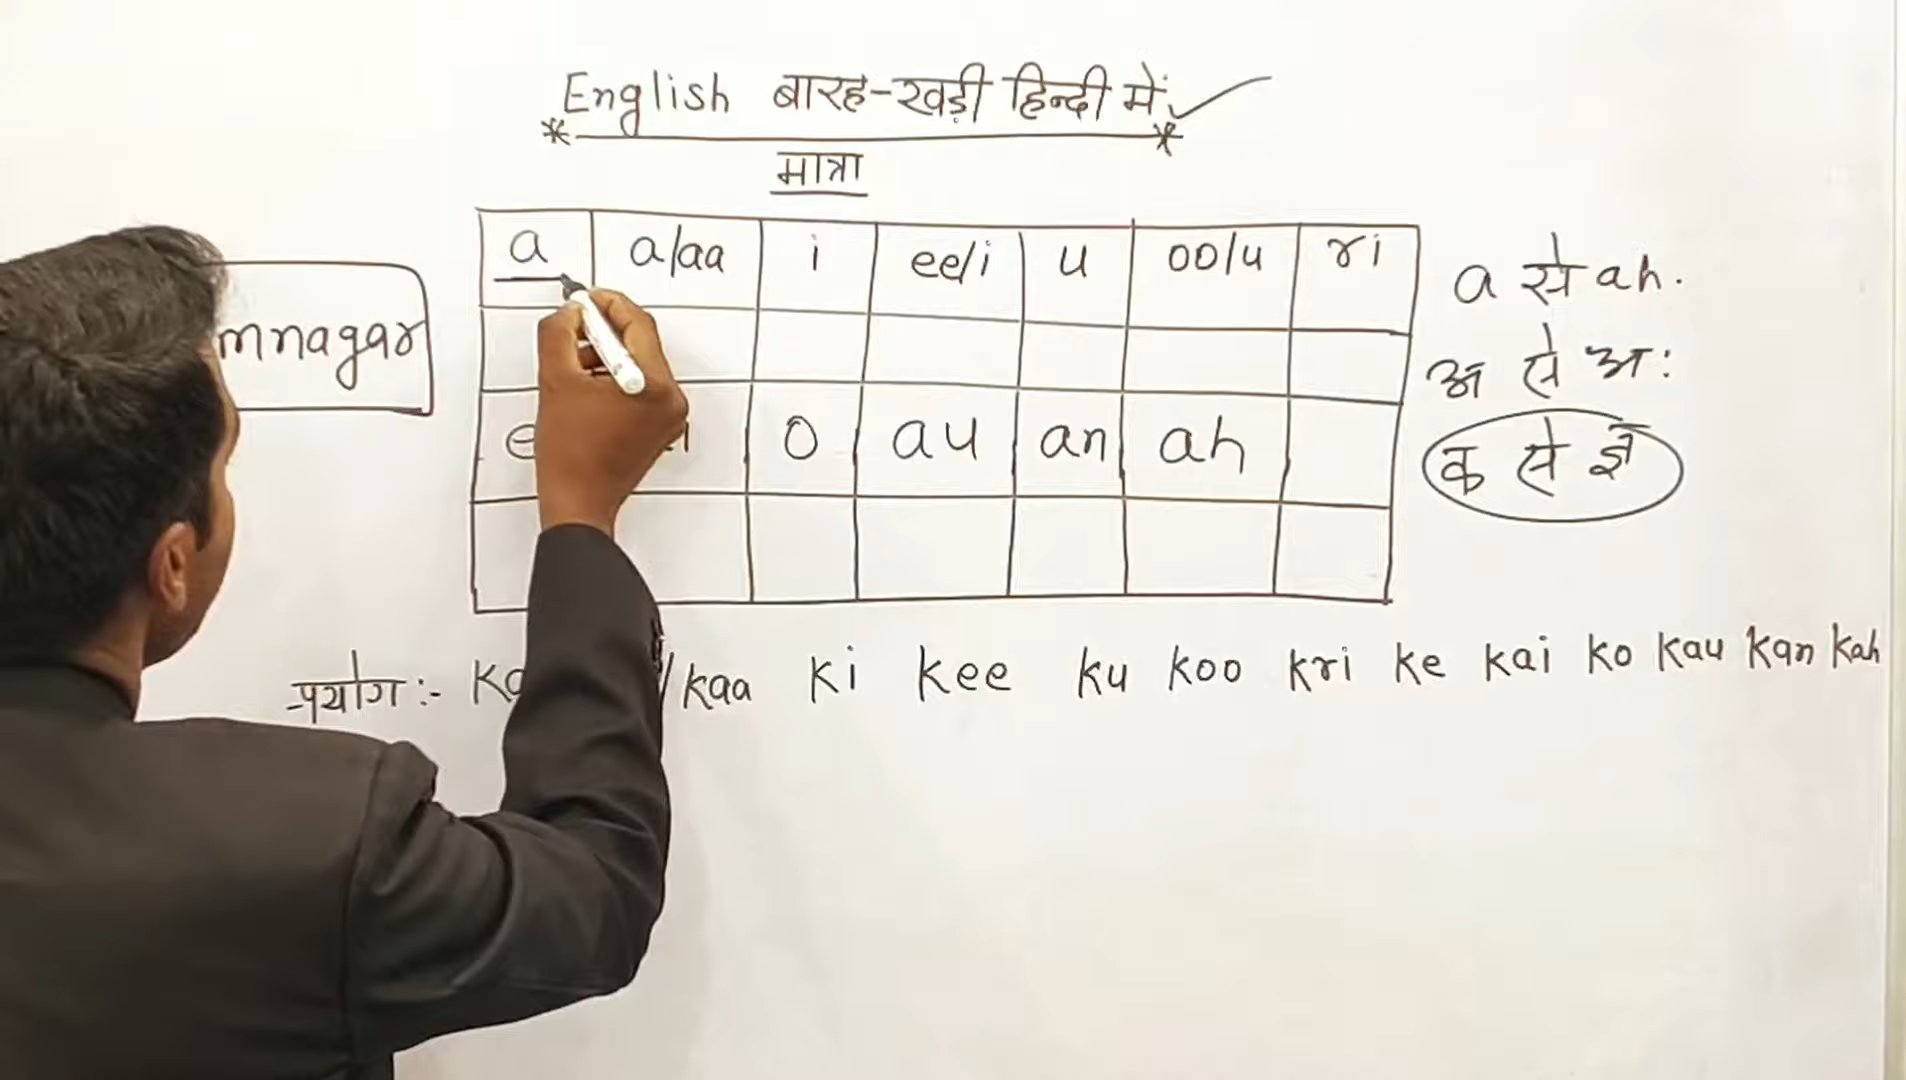 English बारह-खड़ी हिन्दी में
मात्रा
a a/aa i ee/i u oo/u ri
o au an ah
a से ah.
अ से अः
क से ज्ञ
प्रयोग :- kaa ki kee ku koo kri ke kai ko kau kan kah